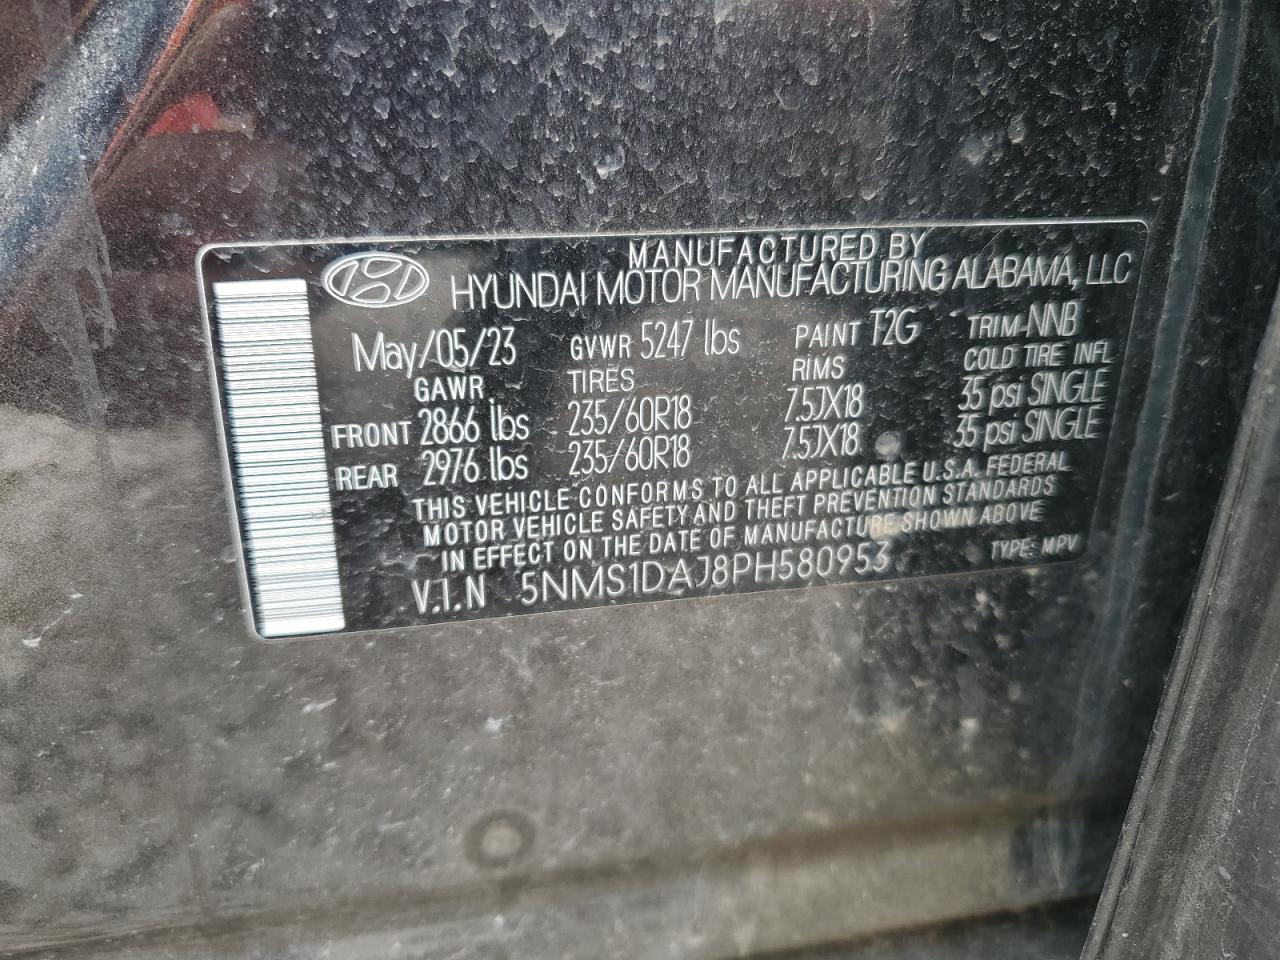 MANUFACTURED BY
HYUNDAI MOTOR MANUFACTURING ALABAMA, LLC
May/05/23 GVWR 5247 lbs PAINT T2G TRIM-NNB
GAWR TIRES RIMS COLD TIRE INFL
FRONT 2866 lbs 235/60R18 7.5JX18 35 psi SINGLE
REAR 2976 lbs 235/60R18 7.5JX18 35 psi SINGLE
THIS VEHICLE CONFORMS TO ALL APPLICABLE U.S.A. FEDERAL
MOTOR VEHICLE SAFETY AND THEFT PREVENTION STANDARDS
IN EFFECT ON THE DATE OF MANUFACTURE SHOWN ABOVE
V.I.N 5NMS1DAJ8PH580953 TYPE: MPV